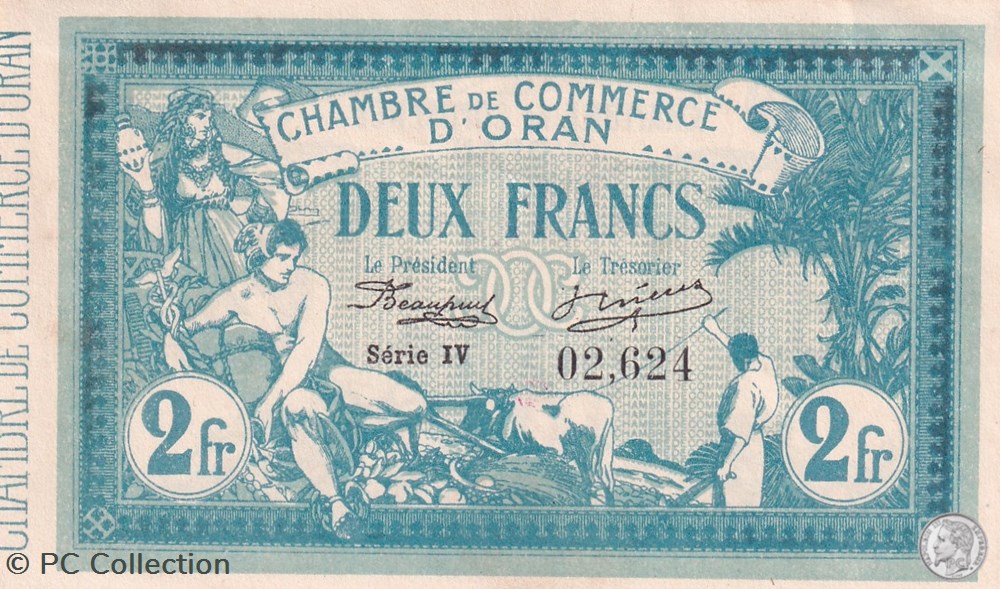 CHAMBRE DE COMMERCE D'ORAN
CHAMBRE DE COMMERCE
D'ORAN
DEUX FRANCS
Le Président Le Trésorier
Série IV 02,624
2fr 2fr
© PC Collection